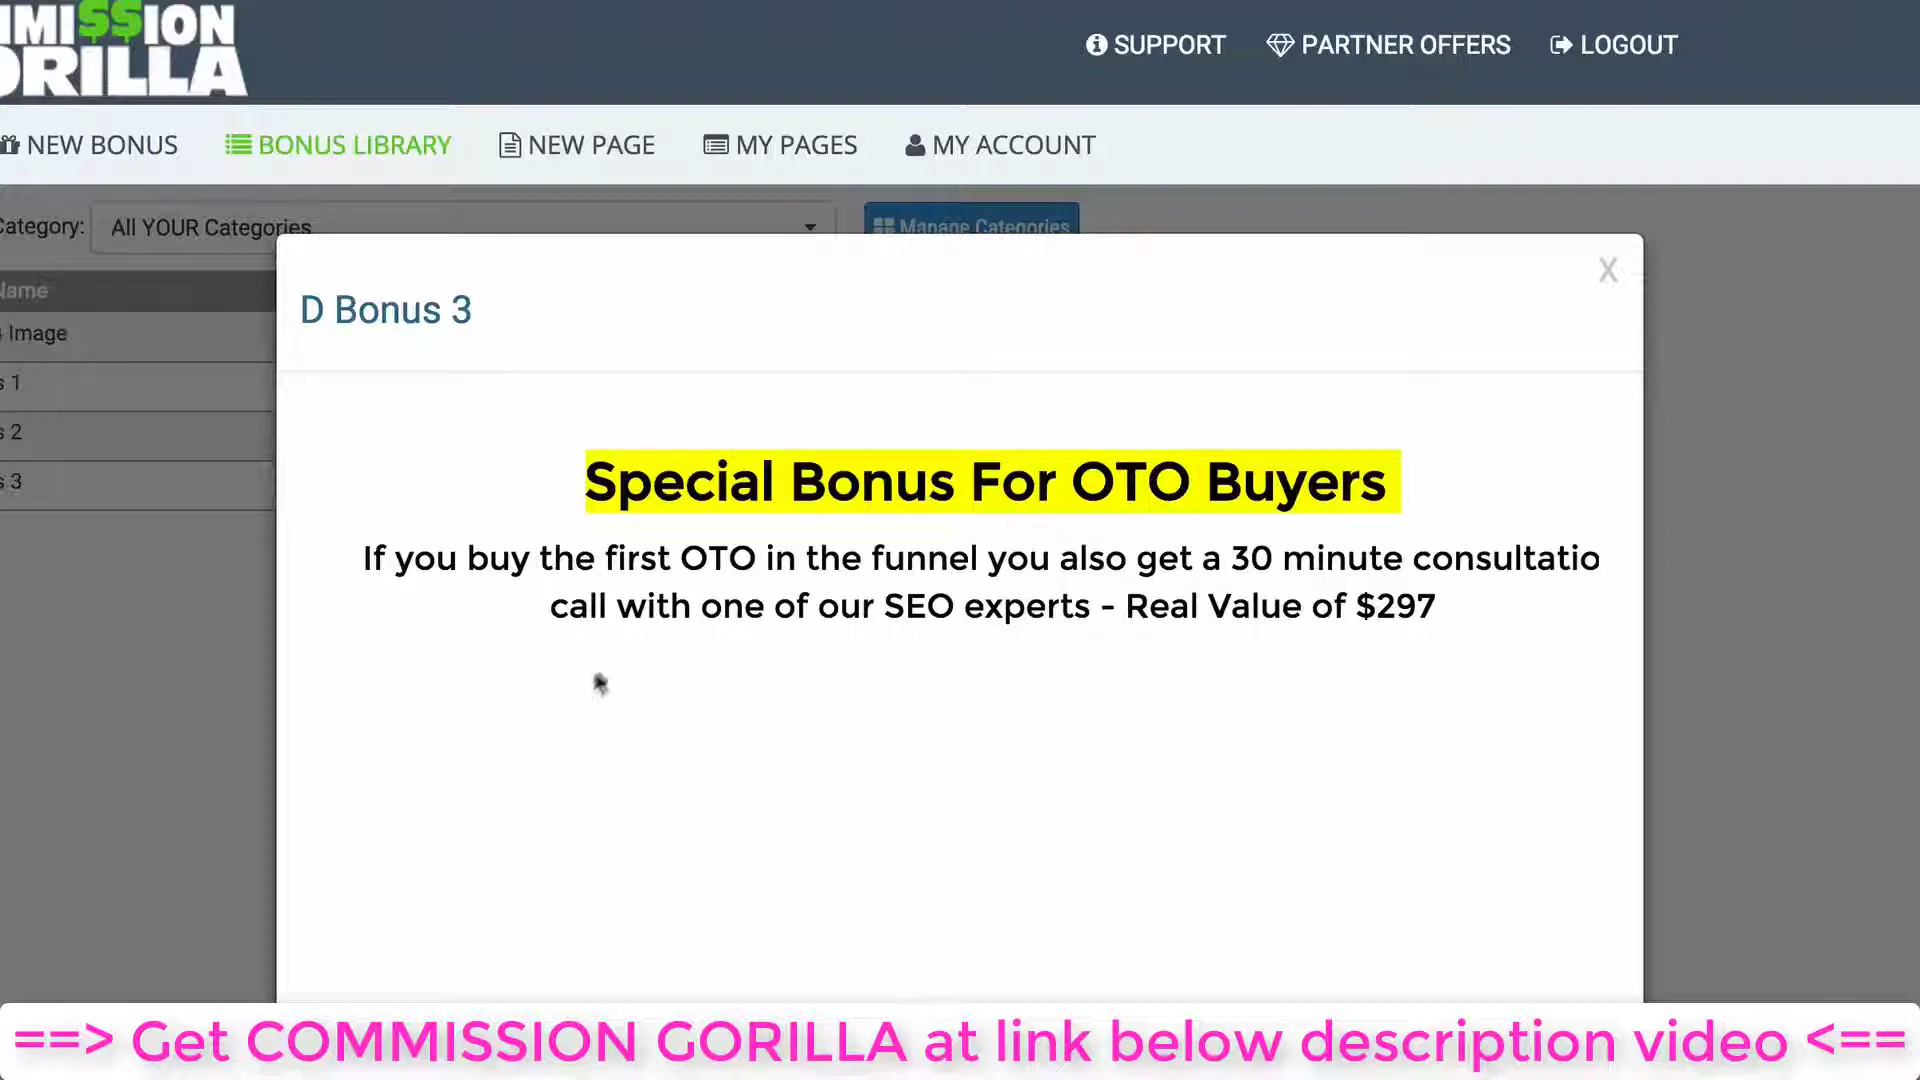 MMI$$ION
ORILLA
SUPPORT
PARTNER OFFERS
LOGOUT
NEW BONUS
BONUS LIBRARY
NEW PAGE
MY PAGES
MY ACCOUNT
Category:
All YOUR Categories
Manage Categories
Name
s Image
s 1
s 2
s 3
X
D Bonus 3
Special Bonus For OTO Buyers
If you buy the first OTO in the funnel you also get a 30 minute consultatio
call with one of our SEO experts - Real Value of $297
==> Get COMMISSION GORILLA at link below description video <==